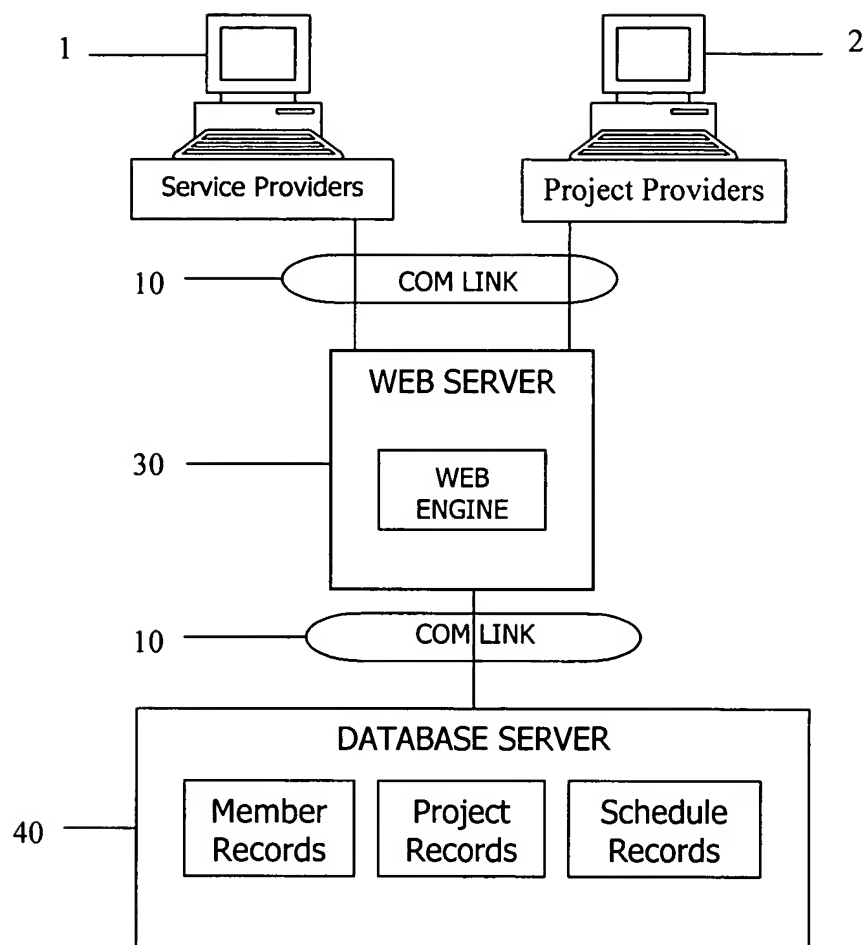 1
2
Service Providers
Project Providers
10
COM LINK
WEB SERVER
30
WEB
ENGINE
10
COM LINK
DATABASE SERVER
Member
Records
Project
Records
Schedule
Records
40